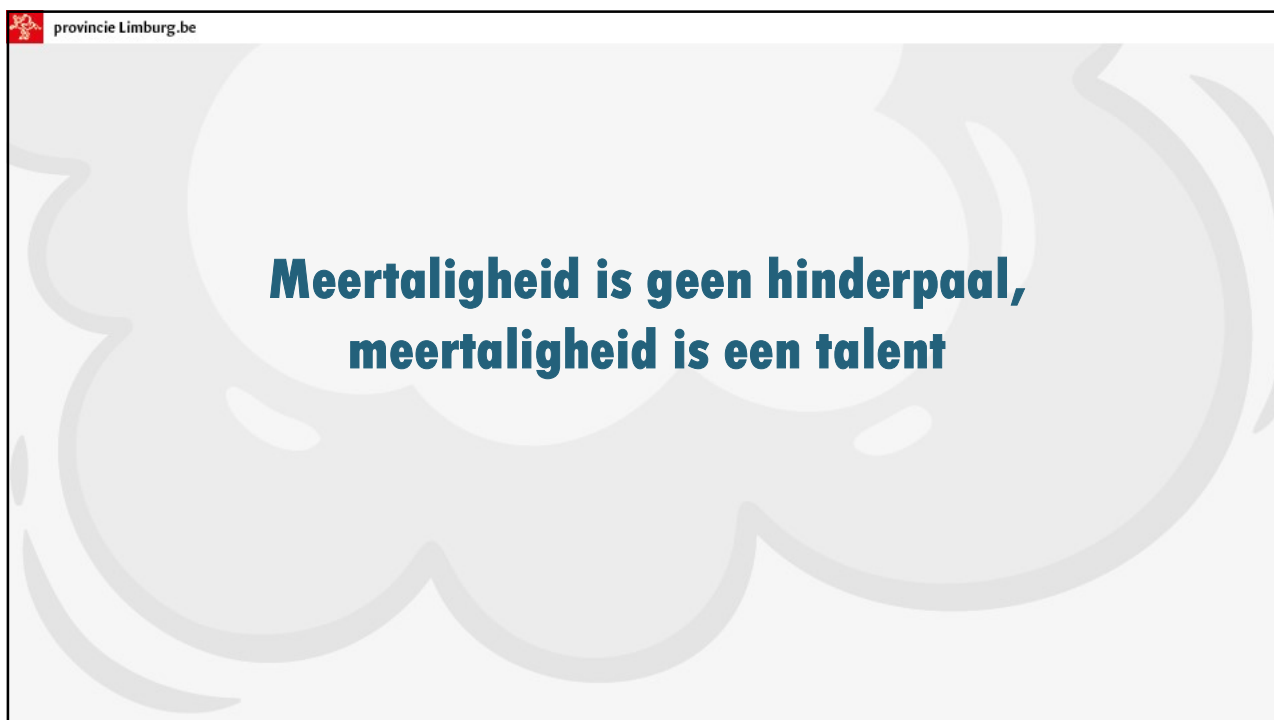 provincie Limburg.be
Meertaligheid is geen hinderpaal,
meertaligheid is een talent